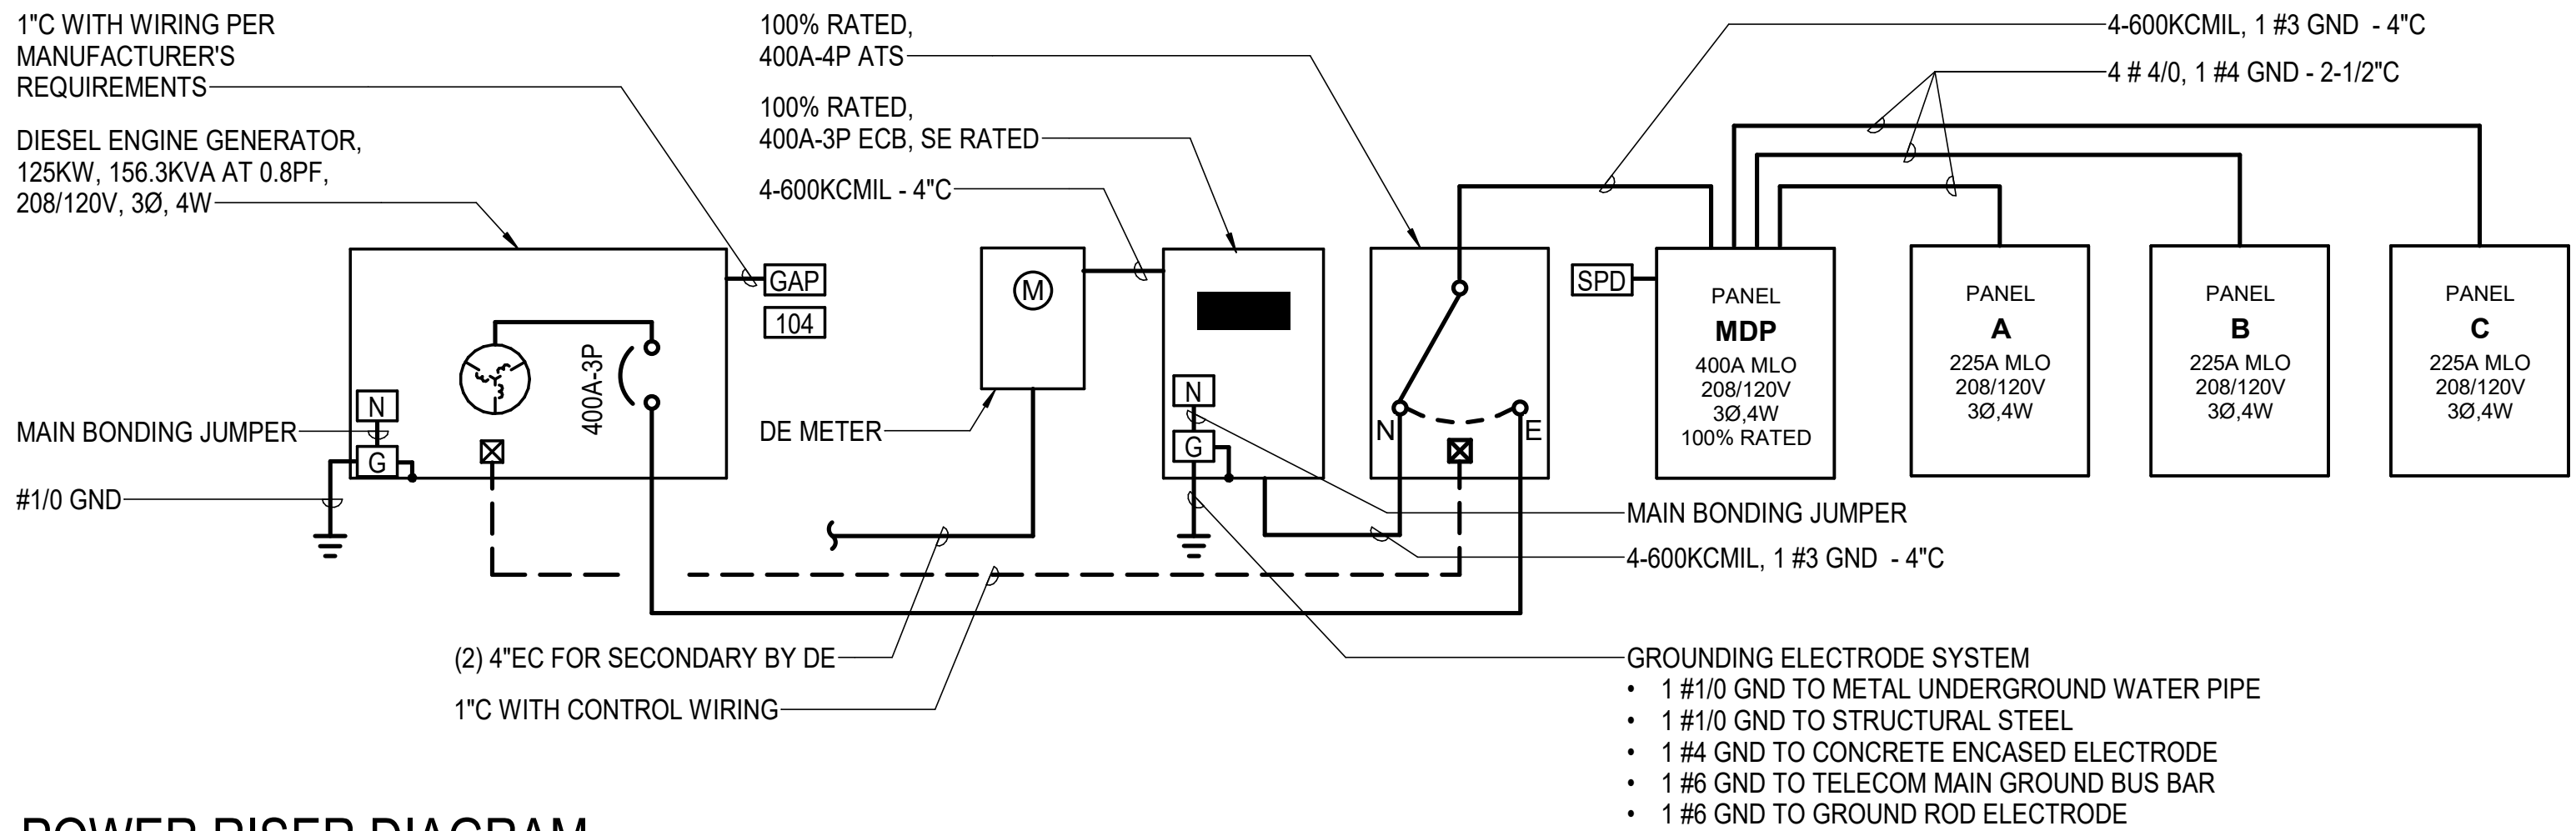 1"C WITH WIRING PER
MANUFACTURER'S
REQUIREMENTS
DIESEL ENGINE GENERATOR,
125KW, 156.3KVA AT 0.8PF,
208/120V, 3Ø, 4W
MAIN BONDING JUMPER
#1/0 GND
N
G
400A-3P
GAP
104
100% RATED,
400A-4P ATS
100% RATED,
400A-3P ECB, SE RATED
4-600KCMIL - 4"C
M
DE METER
N
G
N
E
SPD
4-600KCMIL, 1 #3 GND - 4"C
4 # 4/0, 1 #4 GND - 2-1/2"C
PANEL
MDP
400A MLO
208/120V
3Ø,4W
100% RATED
PANEL
A
225A MLO
208/120V
3Ø,4W
PANEL
B
225A MLO
208/120V
3Ø,4W
PANEL
C
225A MLO
208/120V
3Ø,4W
MAIN BONDING JUMPER
4-600KCMIL, 1 #3 GND - 4"C
(2) 4"EC FOR SECONDARY BY DE
1"C WITH CONTROL WIRING
GROUNDING ELECTRODE SYSTEM
• 1 #1/0 GND TO METAL UNDERGROUND WATER PIPE
• 1 #1/0 GND TO STRUCTURAL STEEL
• 1 #4 GND TO CONCRETE ENCASED ELECTRODE
• 1 #6 GND TO TELECOM MAIN GROUND BUS BAR
• 1 #6 GND TO GROUND ROD ELECTRODE
POWER RISER DIAGRAM